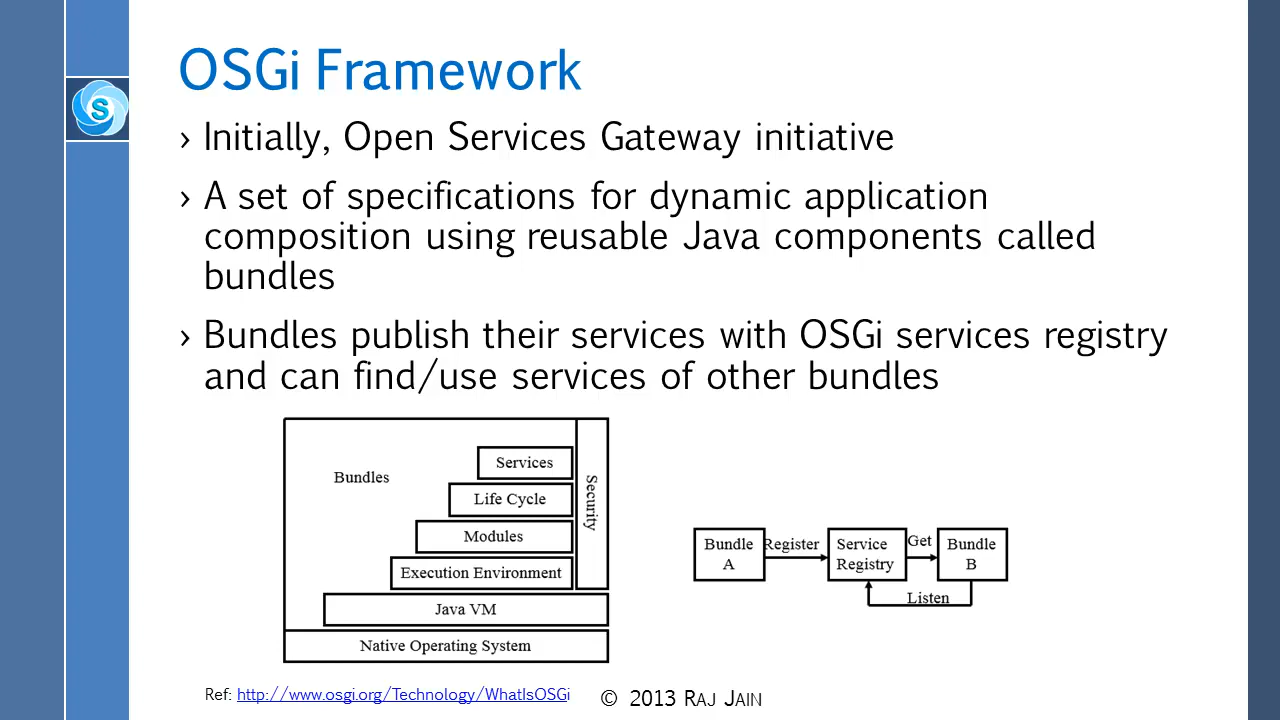 S
OSGi Framework
› Initially, Open Services Gateway initiative
› A set of specifications for dynamic application
composition using reusable Java components called
bundles
› Bundles publish their services with OSGi services registry
and can find/use services of other bundles
Bundles
Services
Life Cycle
Modules
Execution Environment
Security
Java VM
Native Operating System
Bundle
A
Register
Service
Registry
Get
Bundle
B
Listen
Ref: http://www.osgi.org/Technology/WhatIsOSGi
© 2013 RAJ JAIN